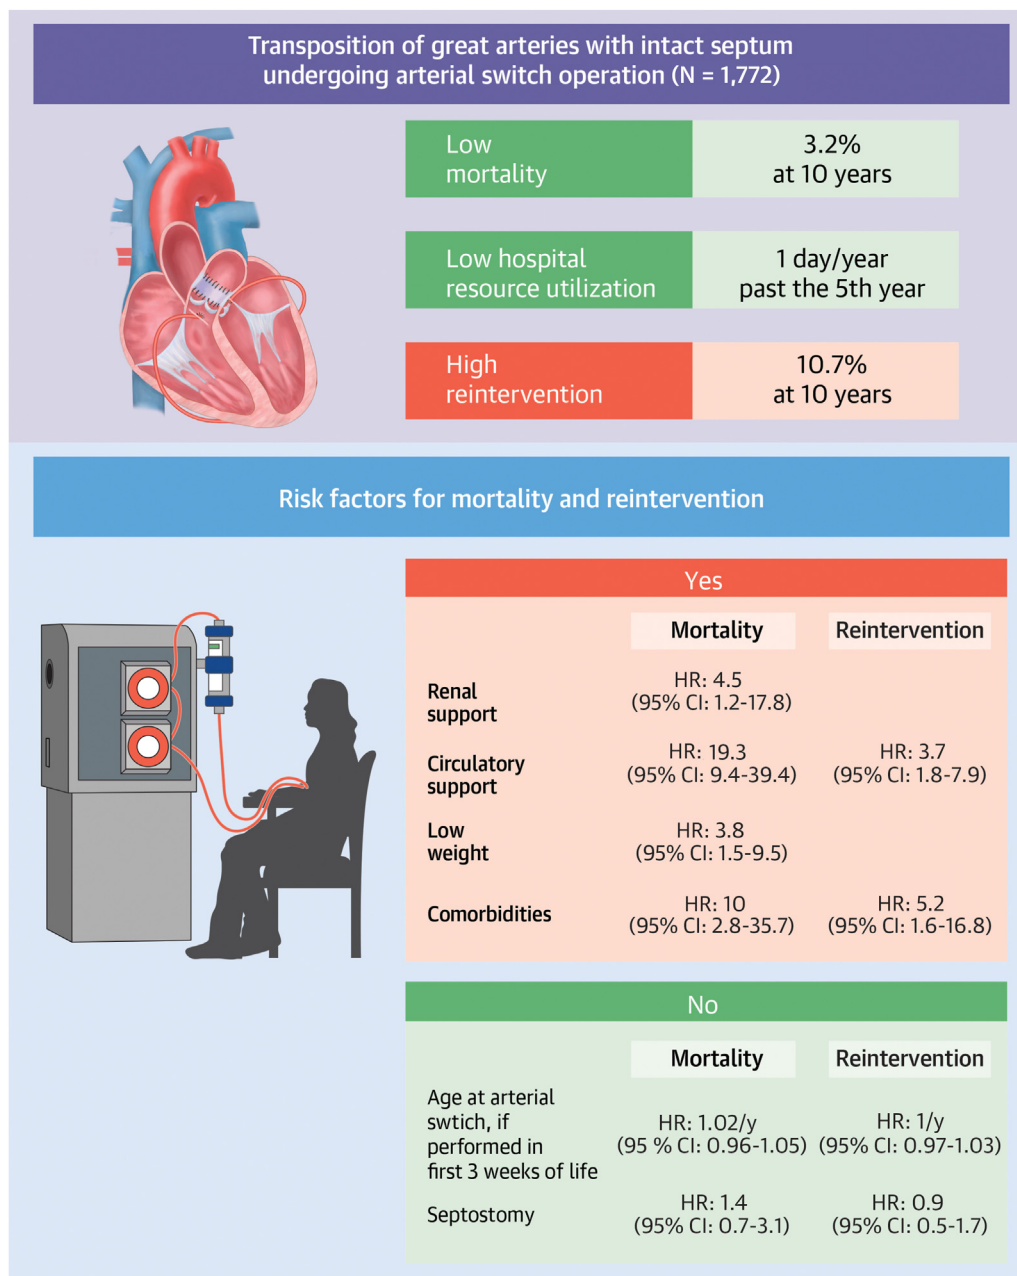 Transposition of great arteries with intact septum
undergoing arterial switch operation (N = 1,772)
Low
mortality
3.2%
at 10 years
Low hospital
resource utilization
1 day/year
past the 5th year
High
reintervention
10.7%
at 10 years
Risk factors for mortality and reintervention
Yes
Mortality
Reintervention
Renal
support
HR: 4.5
(95% CI: 1.2-17.8)
Circulatory
support
HR: 19.3
(95% CI: 9.4-39.4)
HR: 3.7
(95% CI: 1.8-7.9)
Low
weight
HR: 3.8
(95% CI: 1.5-9.5)
Comorbidities
HR: 10
(95% CI: 2.8-35.7)
HR: 5.2
(95% CI: 1.6-16.8)
No
Mortality
Reintervention
Age at arterial
swtich, if
performed in
first 3 weeks of life
HR: 1.02/y
(95 % CI: 0.96-1.05)
HR: 1/y
(95% CI: 0.97-1.03)
Septostomy
HR: 1.4
(95% CI: 0.7-3.1)
HR: 0.9
(95% CI: 0.5-1.7)